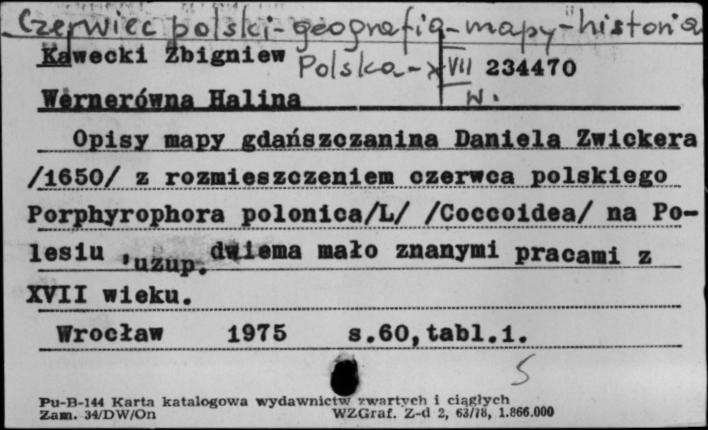 Czerwiec polski-geografia-mapy-historia
Kawecki Zbigniew Polska-XVII w. 234470
Wernerówna Halina
Opisy mapy gdańszczanina Daniela Zwickera
/1650/ z rozmieszczeniem czerwca polskiego
Porphyrophora polonica/L/ /Coccoidea/ na Po-
lesiu , uzup. dwiema mało znanymi pracami z
XVII wieku.
Wrocław 1975 s.60,tabl.1.
S
Pu-B-144 Karta katalogowa wydawnictw zwartych i ciągłych
Zam. 34/DW/On WZGraf. Z-d 2, 63/78, 1.866.000